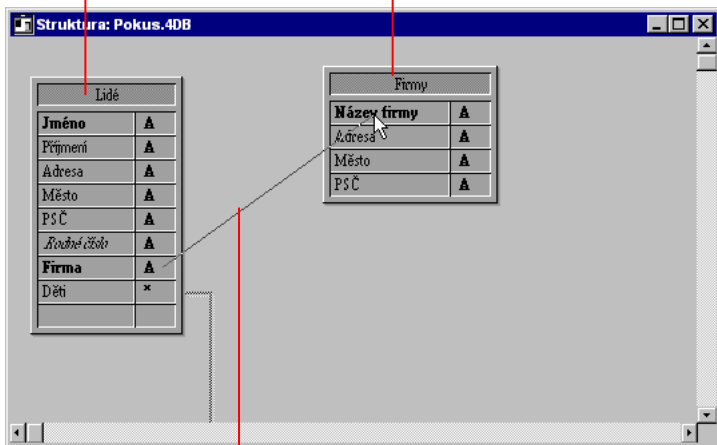 Struktura: Pokus.4DB
Lidé
Jméno A
Příjmení A
Adresa A
Město A
PSČ A
Rodné číslo A
Firma A
Děti *
Firmy
Název firmy A
Adresa A
Město A
PSČ A